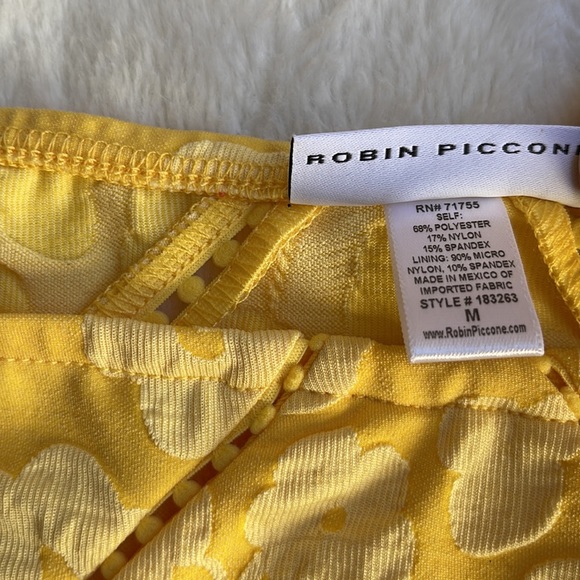 ROBIN PICCONE
RN# 71755
SELF:
68% POLYESTER
17% NYLON
15% SPANDEX
LINING: 90% MICRO
NYLON, 10% SPANDEX
MADE IN MEXICO OF
IMPORTED FABRIC
STYLE # 183263
M
www.RobinPiccone.com